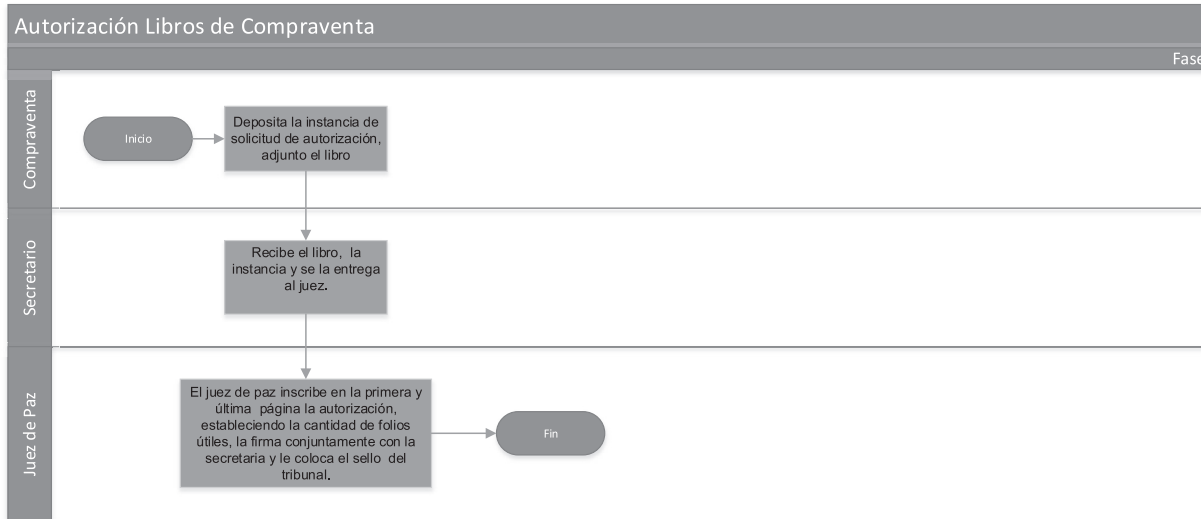 Autorización Libros de Compraventa
Fase
Compraventa
Inicio
Deposita la instancia de
solicitud de autorización,
adjunto el libro
Secretario
Recibe el libro,  la
instancia y se la entrega
al juez.
Juez de Paz
El juez de paz inscribe en la primera y
última  página la autorización,
estableciendo la cantidad de folios
útiles, la firma conjuntamente con la
secretaria y le coloca el sello  del
tribunal.
Fin